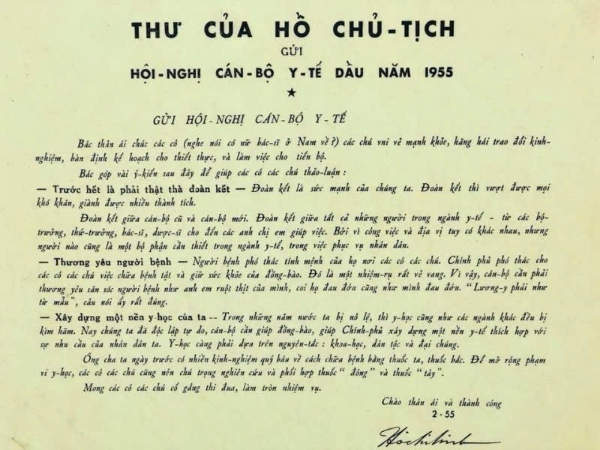 THƯ CỦA HỒ CHỦ-TỊCH
GỬI
HỘI-NGHỊ CÁN-BỘ Y-TẾ ĐẦU NĂM 1955
GỬI HỘI-NGHỊ CÁN-BỘ Y-TẾ
Bác thân ái chúc các cô (nghe nói có nữ bác-sĩ ở Nam về?) các chú vui vẻ mạnh khỏe, hăng hái trao đổi kinh-
nghiệm, bàn định kế hoạch cho thiết thực, và làm việc cho tiến bộ.
Bác góp vài ý-kiến sau đây để giúp các cô các chú thảo-luận:
— Trước hết là phải thật thà đoàn kết — Đoàn kết là sức mạnh của chúng ta. Đoàn kết thì vượt được mọi
khó khăn, giành được nhiều thành tích.
Đoàn kết giữa cán-bộ cũ và cán-bộ mới. Đoàn kết giữa tất cả những người trong ngành y-tế - từ các bộ-
trưởng, thứ-trưởng, bác-sĩ, dược-sĩ cho đến các anh chị em giúp việc. Bởi vì công việc và địa vị tuy có khác nhau, nhưng
người nào cũng là một bộ phận cần thiết trong ngành y-tế, trong việc phục vụ nhân dân.
— Thương yêu người bệnh — Người bệnh phó thác tính mệnh của họ nơi các cô các chú. Chính phủ phó thác cho
các cô các chú việc chữa bệnh tật và giữ sức khỏe của đồng-bào. Đó là một nhiệm-vụ rất vẻ vang. Vì vậy, cán-bộ cần phải
thương yêu săn sóc người bệnh như anh em ruột thịt của mình, coi họ đau đớn cũng như mình đau đớn. “Lương-y phải như
từ mẫu”, câu nói ấy rất đúng.
— Xây dựng một nền y-học của ta -- Trong những năm nước ta bị nô lệ, thì y-học cũng như các ngành khác đều bị
kìm hãm. Nay chúng ta đã độc lập tự do, cán-bộ cần giúp đồng-bào, giúp Chính-phủ xây dựng một nền y-tế thích hợp với
sự nhu cầu của nhân dân ta. Y-học càng phải dựa trên nguyên-tắc: khoa-học, dân tộc và đại chúng.
Ông cha ta ngày trước có nhiều kinh-nghiệm quý báu về cách chữa bệnh bằng thuốc ta, thuốc bắc. Để mở rộng phạm
vi y-học, các cô các chú cũng nên chú trọng nghiên cứu và phối hợp thuốc “đông” và thuốc “tây”.
Mong các cô các chú cố gắng thi đua, làm tròn nhiệm vụ.
Chào thân ái và thành công
2-55
Hồ Chí Minh